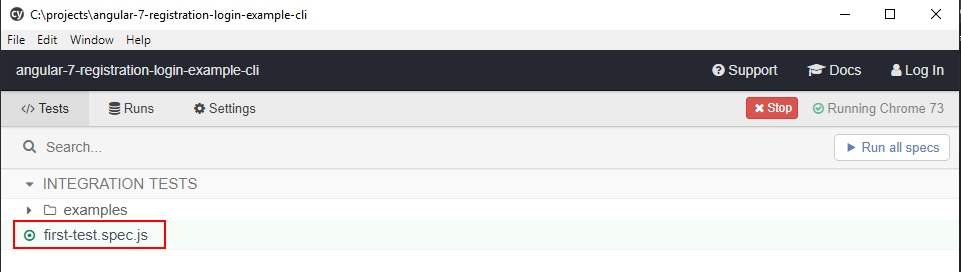 cy C:\projects\angular-7-registration-login-example-cli
File Edit Window Help
angular-7-registration-login-example-cli Support Docs Log In
</> Tests Runs Settings Stop Running Chrome 73
Search... Run all specs
INTEGRATION TESTS
examples
first-test.spec.js